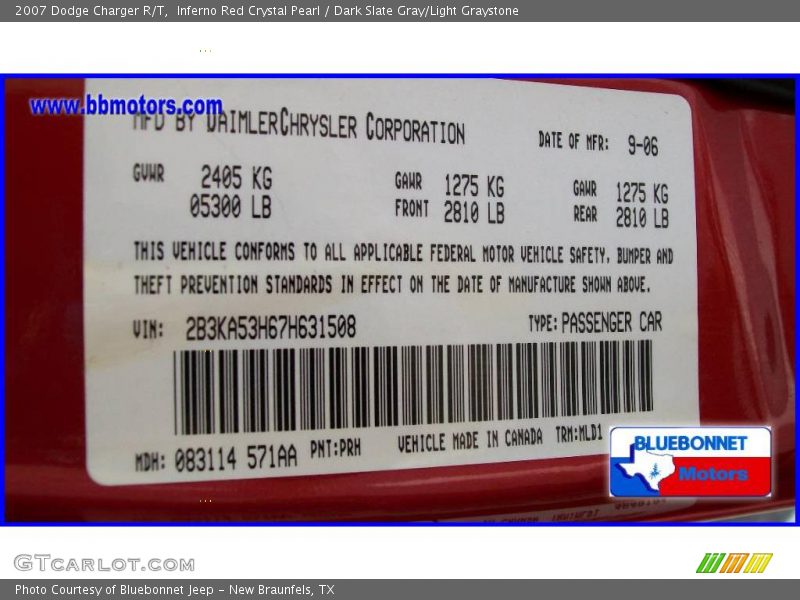 2007 Dodge Charger R/T,  Inferno Red Crystal Pearl / Dark Slate Gray/Light Graystone
www.bbmotors.com
MFD BY DAIMLERCHRYSLER CORPORATION
DATE OF MFR: 9-06
GVWR 2405 KG GAWR 1275 KG GAWR 1275 KG
05300 LB FRONT 2810 LB REAR 2810 LB
THIS VEHICLE CONFORMS TO ALL APPLICABLE FEDERAL MOTOR VEHICLE SAFETY, BUMPER AND
THEFT PREVENTION STANDARDS IN EFFECT ON THE DATE OF MANUFACTURE SHOWN ABOVE.
VIN: 2B3KA53H67H631508 TYPE: PASSENGER CAR
MDH: 083114 571AA PNT:PRH VEHICLE MADE IN CANADA TRM:MLD1
BLUEBONNET
Motors
GTCARLOT.COM
Photo Courtesy of Bluebonnet Jeep - New Braunfels, TX